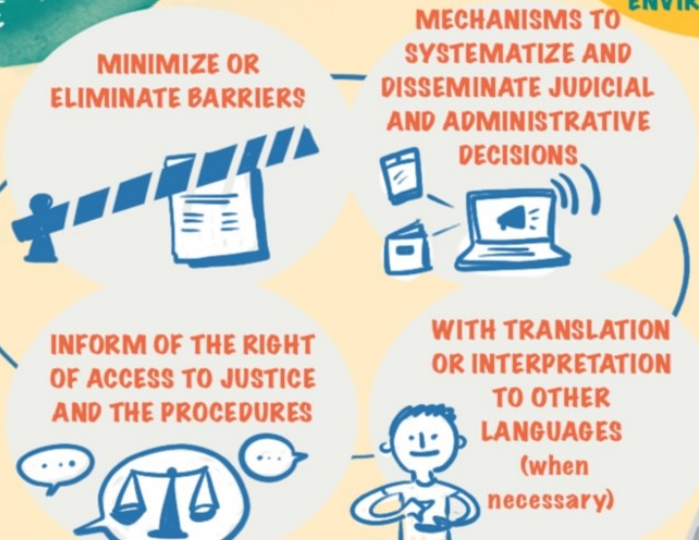 MINIMIZE OR
ELIMINATE BARRIERS
MECHANISMS TO
SYSTEMATIZE AND
DISSEMINATE JUDICIAL
AND ADMINISTRATIVE
DECISIONS
INFORM OF THE RIGHT
OF ACCESS TO JUSTICE
AND THE PROCEDURES
WITH TRANSLATION
OR INTERPRETATION
TO OTHER
LANGUAGES
(when
necessary)